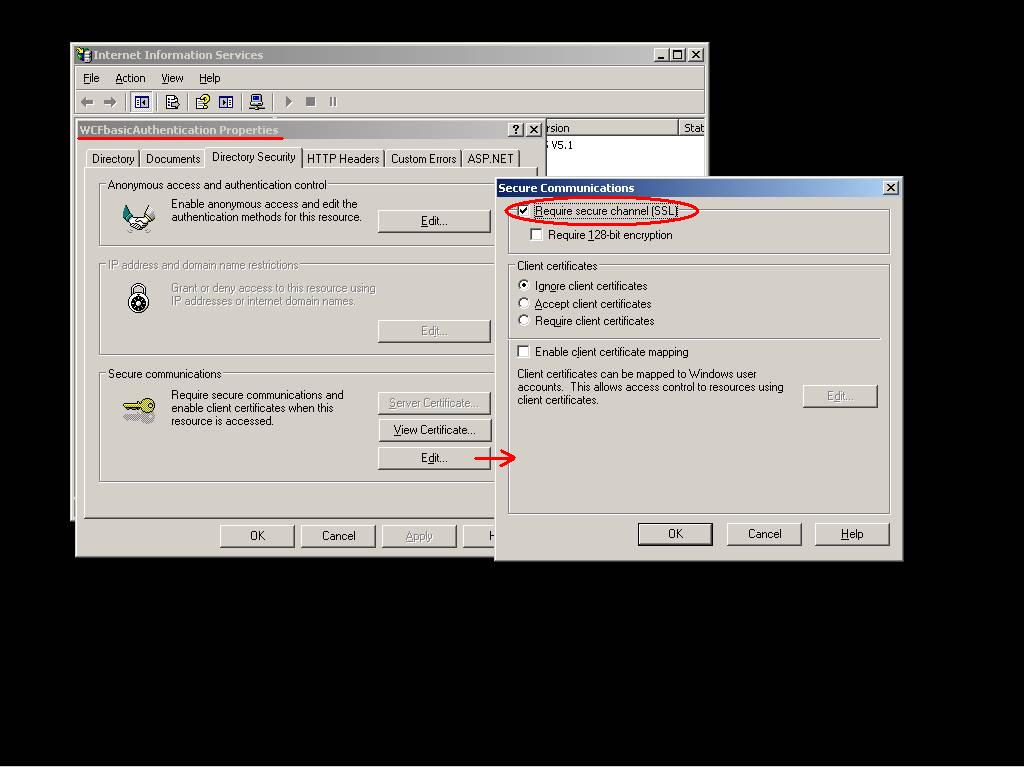 Internet Information Services
File Action View Help
WCFbasicAuthentication Properties
rsion Stat
V5.1
Directory Documents Directory Security HTTP Headers Custom Errors ASP.NET
Anonymous access and authentication control
Enable anonymous access and edit the
authentication methods for this resource.
Edit...
IP address and domain name restrictions
Grant or deny access to this resource using
IP addresses or internet domain names.
Edit...
Secure communications
Require secure communications and
enable client certificates when this
resource is accessed.
Server Certificate...
View Certificate...
Edit...
OK Cancel Apply H
Secure Communications
Require secure channel (SSL)
Require 128-bit encryption
Client certificates
Ignore client certificates
Accept client certificates
Require client certificates
Enable client certificate mapping
Client certificates can be mapped to Windows user
accounts. This allows access control to resources using
client certificates.
Edit...
OK Cancel Help